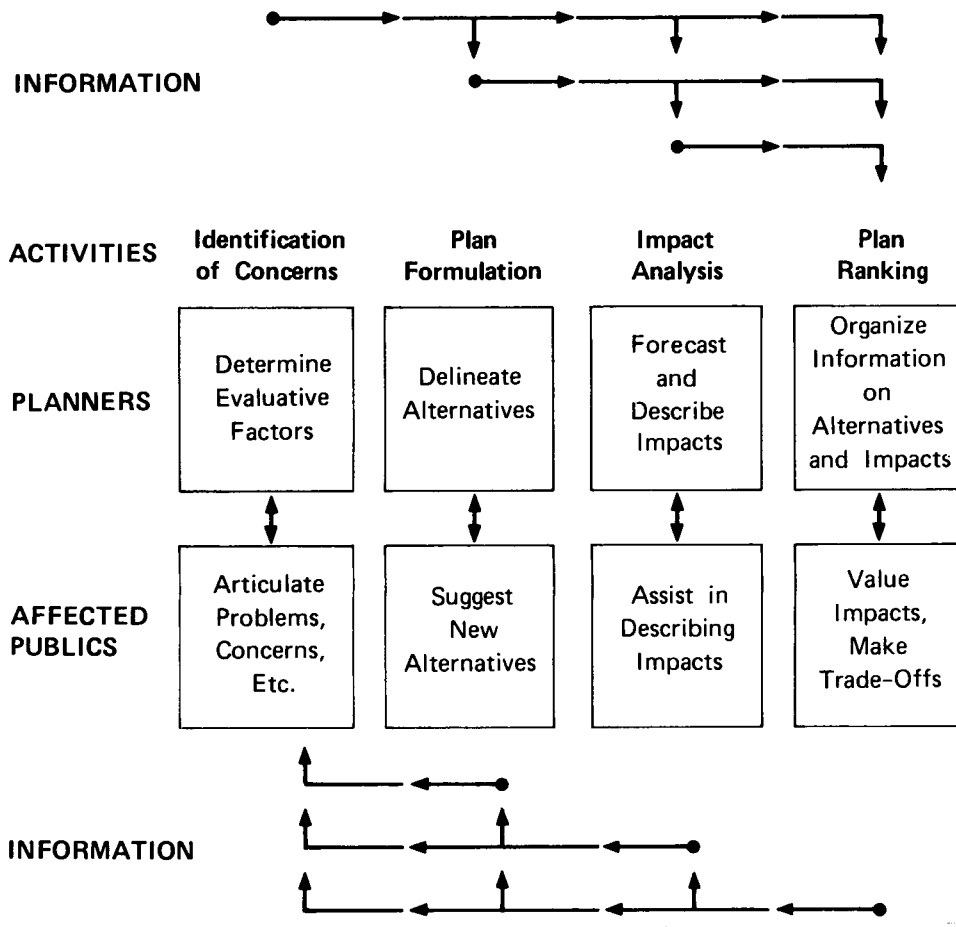 INFORMATION
ACTIVITIES
Identification
of Concerns
Plan
Formulation
Impact
Analysis
Plan
Ranking
PLANNERS
Determine
Evaluative
Factors
Delineate
Alternatives
Forecast
and
Describe
Impacts
Organize
Information
on
Alternatives
and Impacts
AFFECTED
PUBLICS
Articulate
Problems,
Concerns,
Etc.
Suggest
New
Alternatives
Assist in
Describing
Impacts
Value
Impacts,
Make
Trade-Offs
INFORMATION